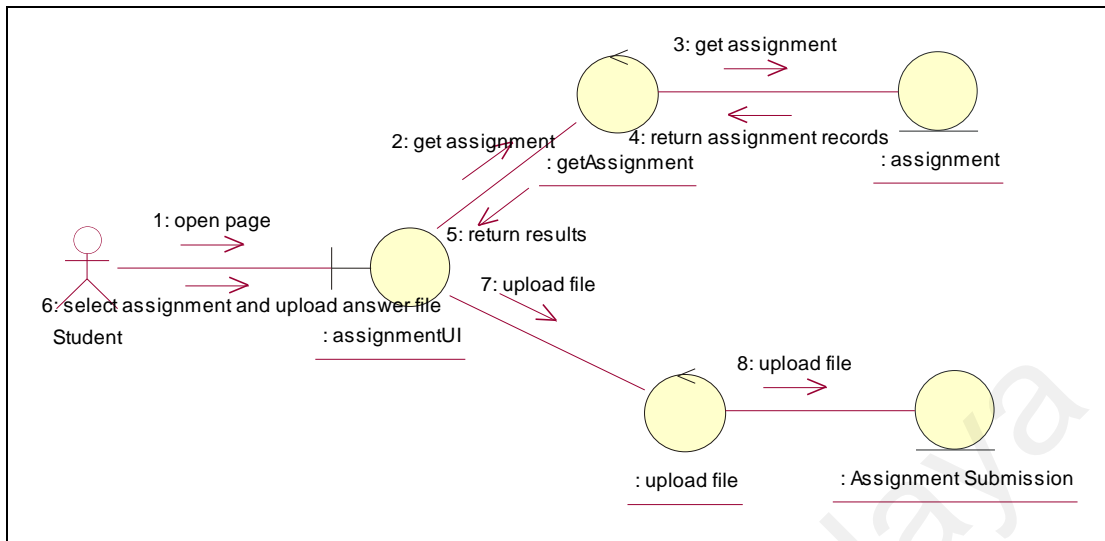 3: get assignment
2: get assignment
4: return assignment records
: getAssignment
: assignment
1: open page
5: return results
7: upload file
6: select assignment and upload answer file
Student
: assignmentUI
8: upload file
: upload file
: Assignment Submission